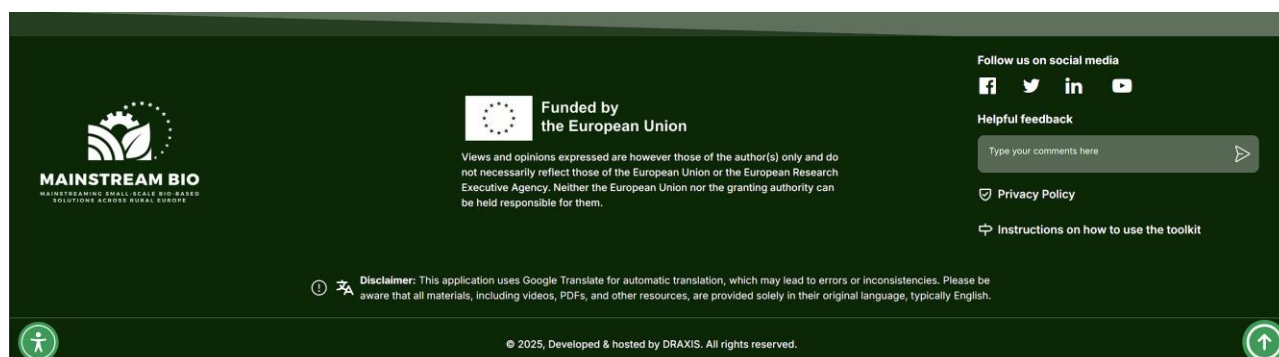 MAINSTREAM BIO
MAINSTREAMING SMALL-SCALE BIO-BASED
SOLUTIONS ACROSS RURAL EUROPE
Funded by
the European Union
Views and opinions expressed are however those of the author(s) only and do
not necessarily reflect those of the European Union or the European Research
Executive Agency. Neither the European Union nor the granting authority can
be held responsible for them.
Follow us on social media
Helpful feedback
Type your comments here
Privacy Policy
Instructions on how to use the toolkit
Disclaimer: This application uses Google Translate for automatic translation, which may lead to errors or inconsistencies. Please be
aware that all materials, including videos, PDFs, and other resources, are provided solely in their original language, typically English.
© 2025, Developed & hosted by DRAXIS. All rights reserved.